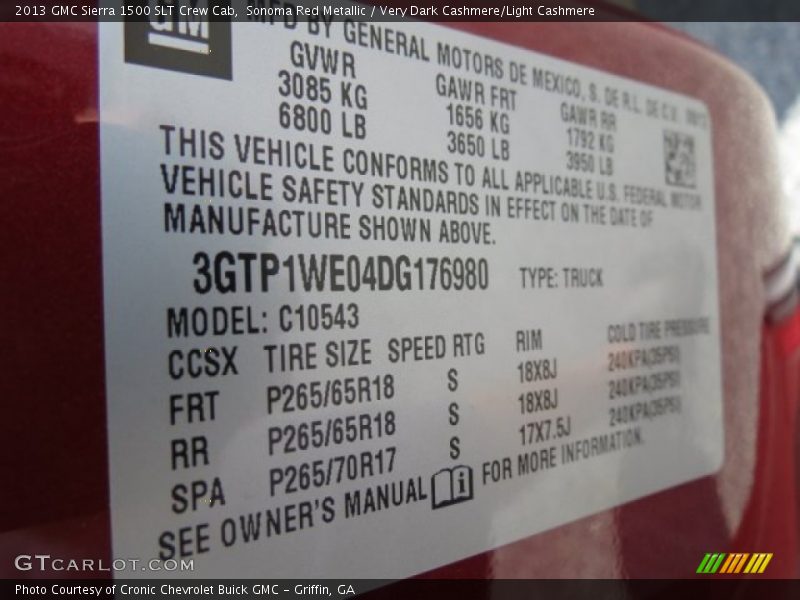 2013 GMC Sierra 1500 SLT Crew Cab, Sonoma Red Metallic / Very Dark Cashmere/Light Cashmere
GM
MFD BY GENERAL MOTORS DE MEXICO, S. DE R.L. DE C.V.
GVWR GAWR FRT GAWR RR
3085 KG 1656 KG 1792 KG
6800 LB 3650 LB 3950 LB
THIS VEHICLE CONFORMS TO ALL APPLICABLE U.S. FEDERAL MOTOR
VEHICLE SAFETY STANDARDS IN EFFECT ON THE DATE OF
MANUFACTURE SHOWN ABOVE.
3GTP1WE04DG176980 TYPE: TRUCK
MODEL: C10543
CCSX TIRE SIZE SPEED RTG RIM COLD TIRE PRESSURE
FRT P265/65R18 S 18X8J 240KPA(35PSI)
RR P265/65R18 S 18X8J 240KPA(35PSI)
SPA P265/70R17 S 17X7.5J 240KPA(35PSI)
SEE OWNER'S MANUAL FOR MORE INFORMATION.
GTCARLOT.COM
Photo Courtesy of Cronic Chevrolet Buick GMC - Griffin, GA